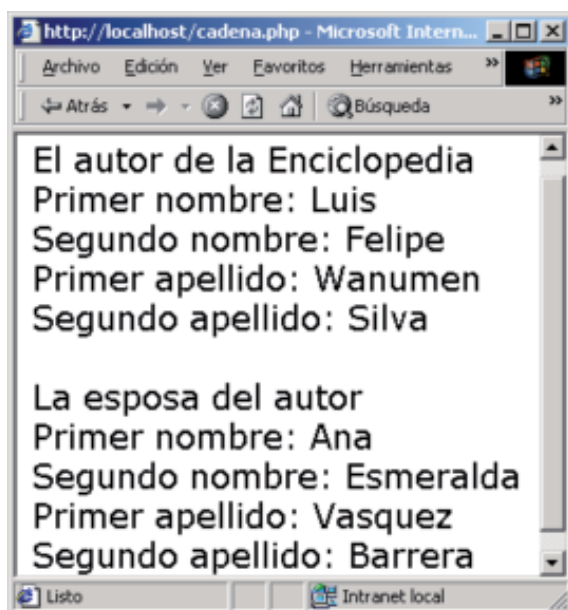 http://localhost/cadena.php - Microsoft Intern...
Archivo Edición Ver Favoritos Herramientas »
Atrás Búsqueda »
El autor de la Enciclopedia
Primer nombre: Luis
Segundo nombre: Felipe
Primer apellido: Wanumen
Segundo apellido: Silva
La esposa del autor
Primer nombre: Ana
Segundo nombre: Esmeralda
Primer apellido: Vasquez
Segundo apellido: Barrera
Listo Intranet local